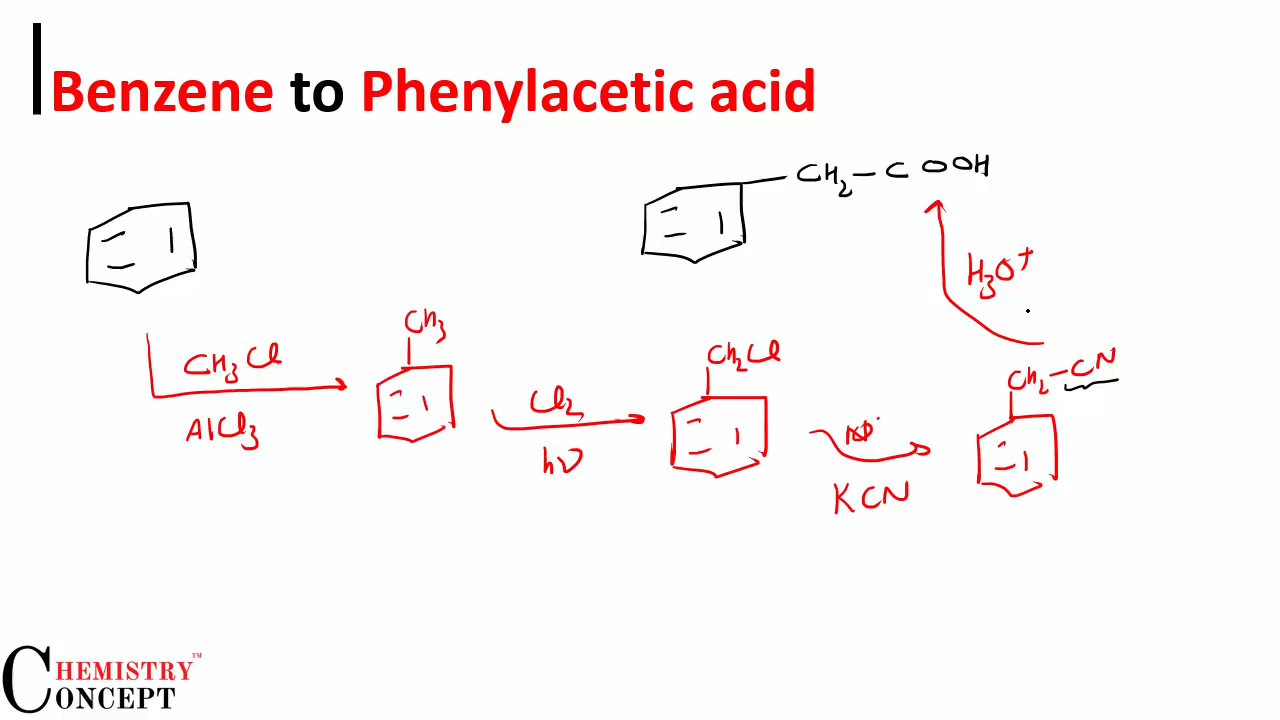 Benzene to Phenylacetic acid
CH2 – COOH
H3O+
CH3
CH3Cl
AlCl3
Cl2
hν
CH2Cl
KCN
CH2 – CN
CHEMISTRY™
CONCEPT